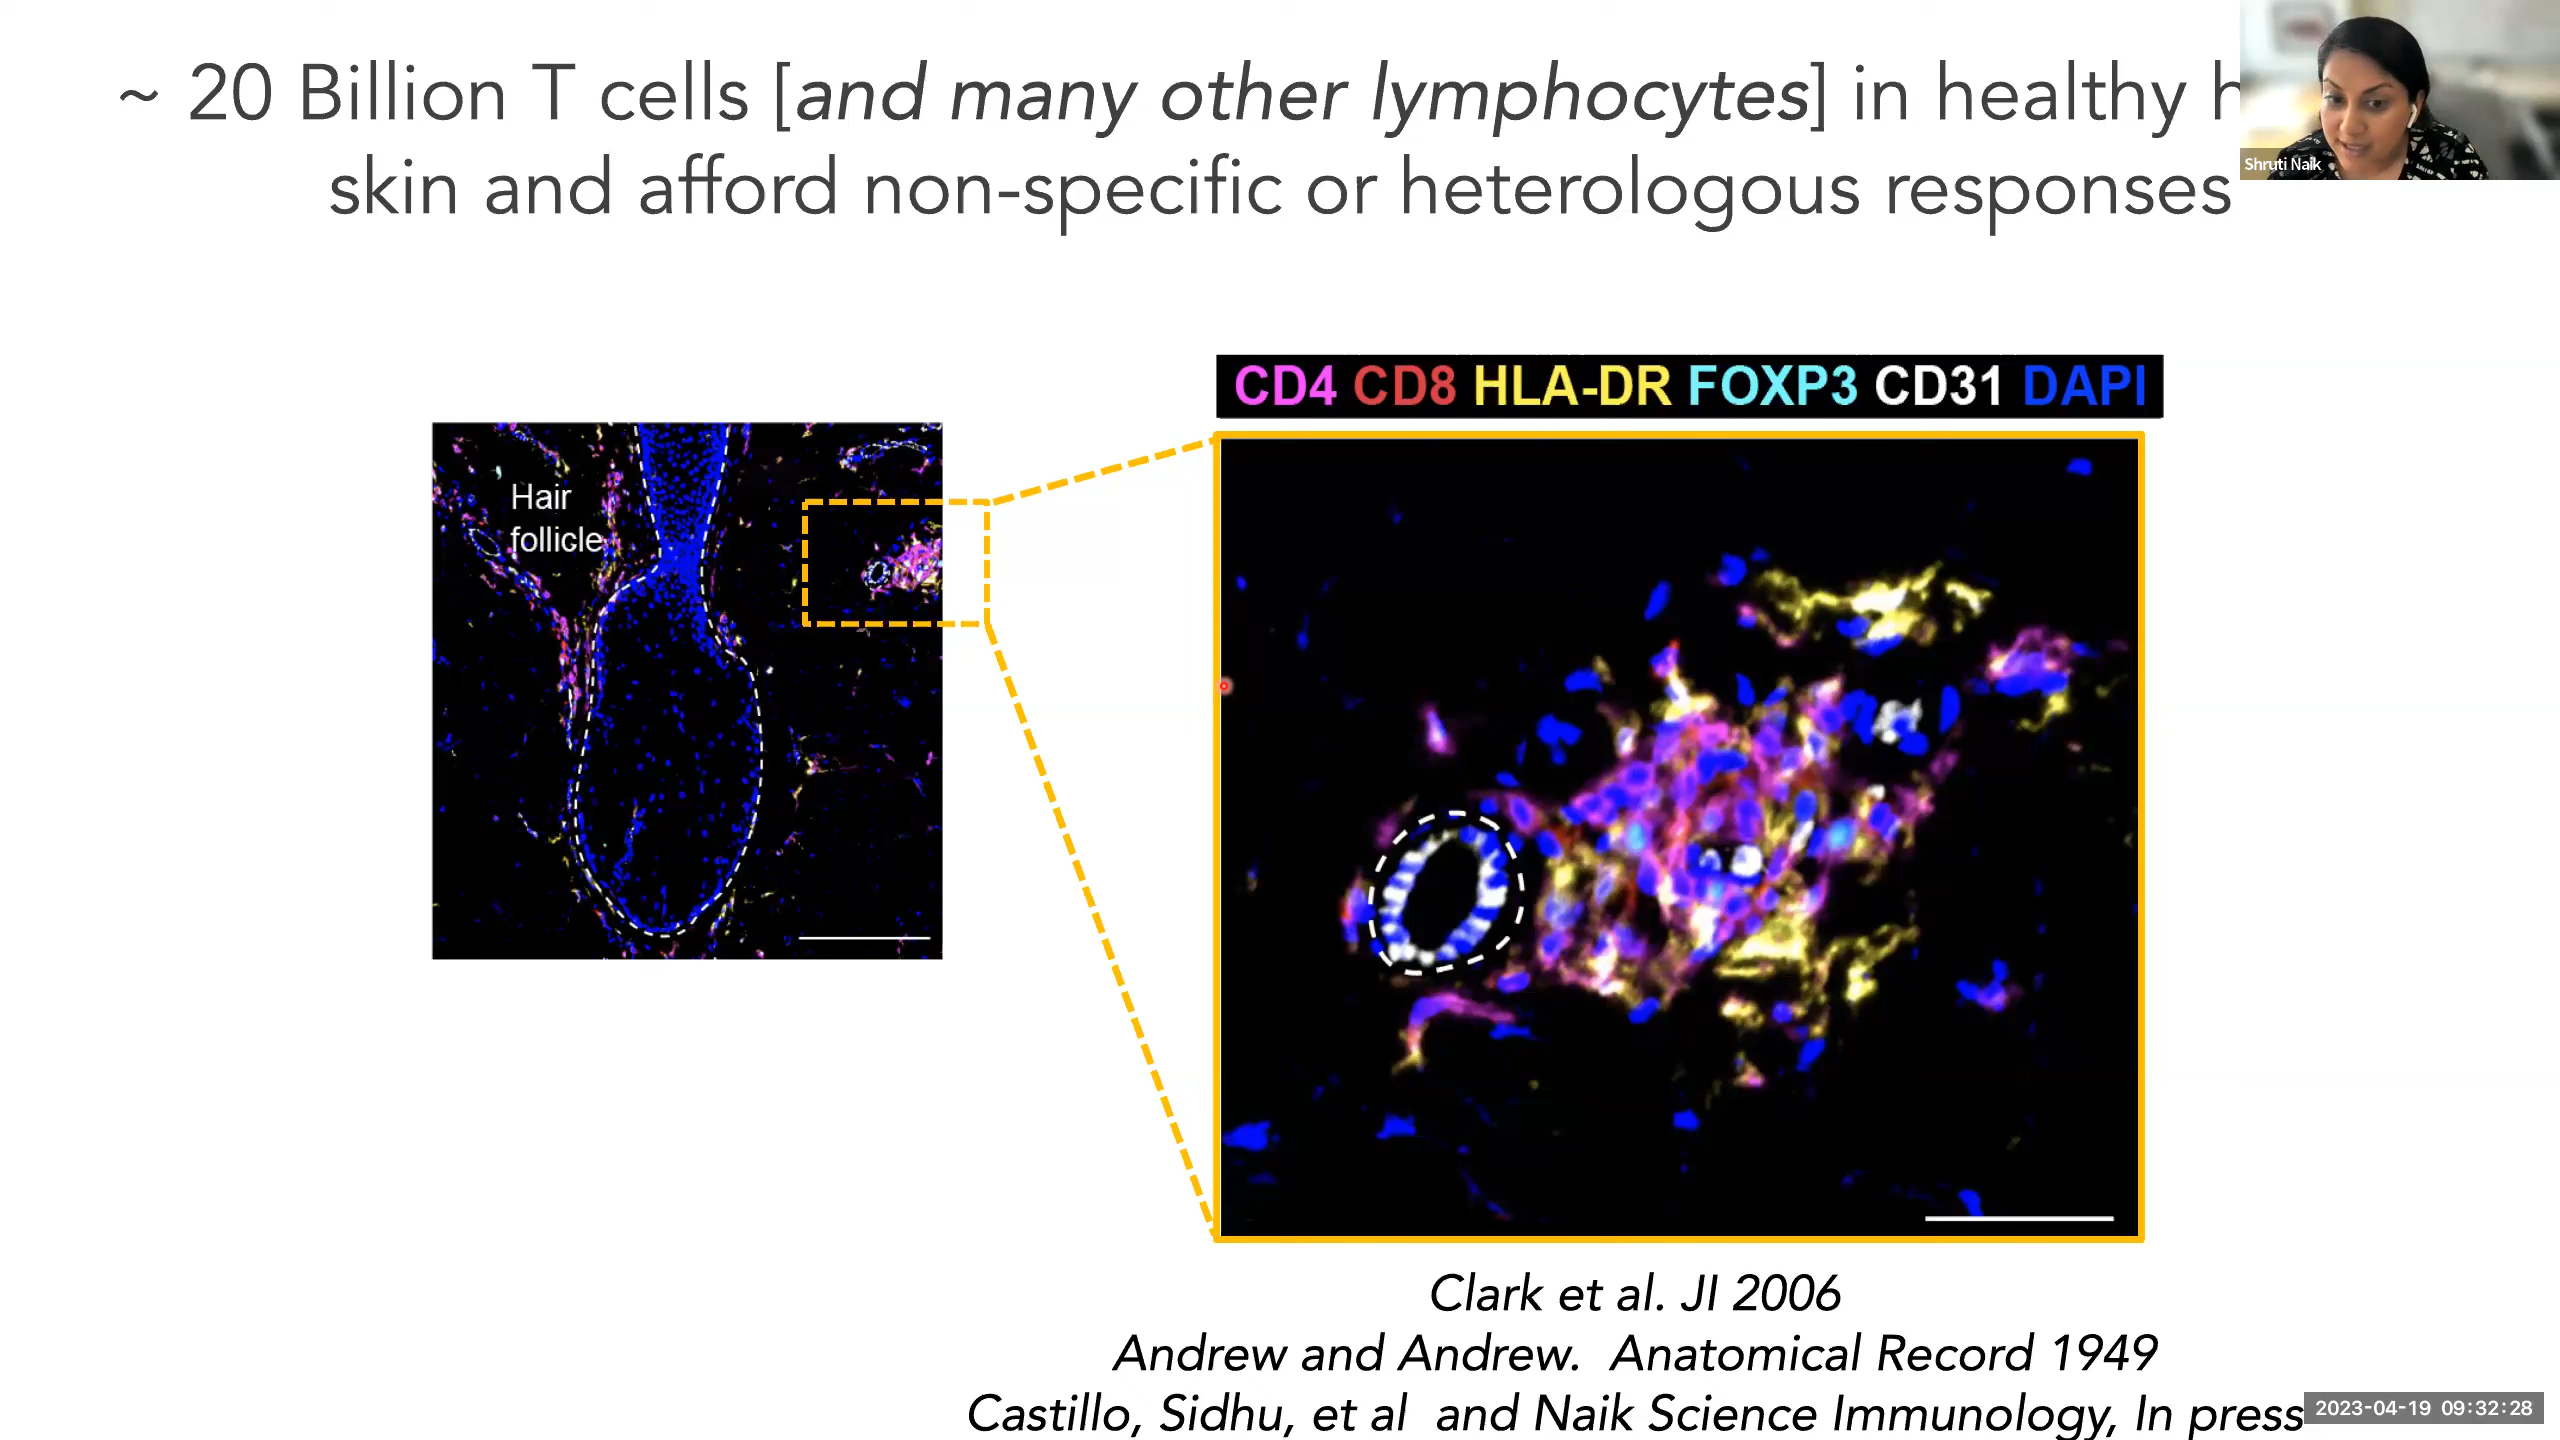 ~ 20 Billion T cells [and many other lymphocytes] in healthy
skin and afford non-specific or heterologous responses
Shruti Naik
CD4 CD8 HLA-DR FOXP3 CD31 DAPI
Hair
follicle
Clark et al. JI 2006
Andrew and Andrew. Anatomical Record 1949
Castillo, Sidhu, et al and Naik Science Immunology, In press
2023-04-19 09:32:28